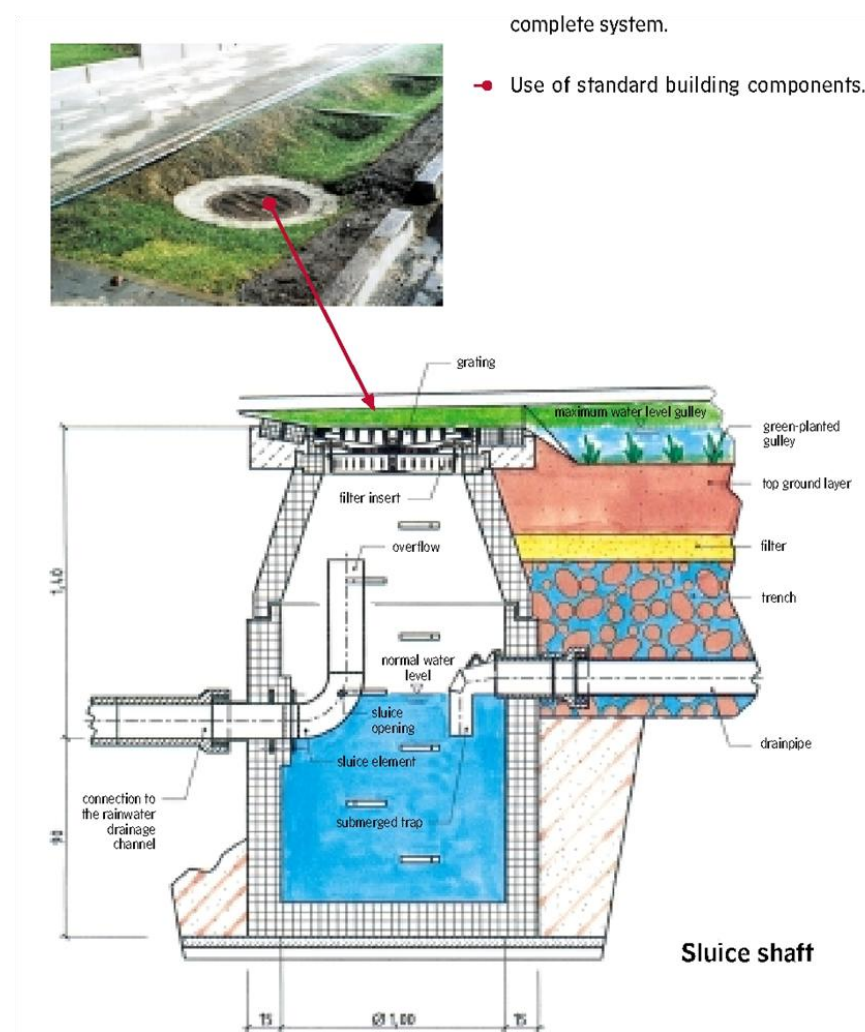 complete system.
Use of standard building components.
grating
maximum water level gulley
green-planted
gulley
top ground layer
filter insert
overflow
filter
trench
1,40
normal water
level
sluice
opening
sluice element
drainpipe
connection to
the rainwater
drainage
channel
submerged trap
90
Sluice shaft
15
Ø 1,00
15